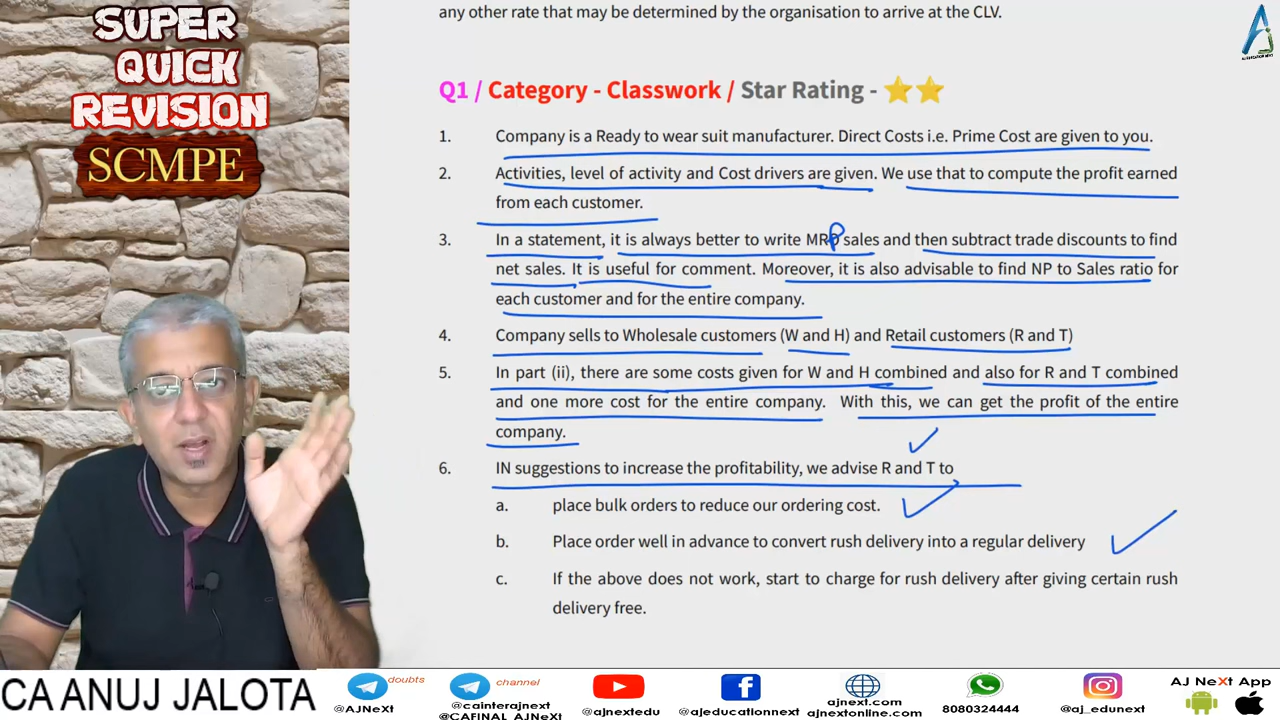 SUPER
QUICK
REVISION
SCMPE
any other rate that may be determined by the organisation to arrive at the CLV.
Q1 / Category - Classwork / Star Rating -
1. Company is a Ready to wear suit manufacturer. Direct Costs i.e. Prime Cost are given to you.
2. Activities, level of activity and Cost drivers are given. We use that to compute the profit earned
from each customer.
3. In a statement, it is always better to write MRP sales and then subtract trade discounts to find
net sales. It is useful for comment. Moreover, it is also advisable to find NP to Sales ratio for
each customer and for the entire company.
4. Company sells to Wholesale customers (W and H) and Retail customers (R and T)
5. In part (ii), there are some costs given for W and H combined and also for R and T combined
and one more cost for the entire company. With this, we can get the profit of the entire
company.
6. IN suggestions to increase the profitability, we advise R and T to
a. place bulk orders to reduce our ordering cost.
b. Place order well in advance to convert rush delivery into a regular delivery
c. If the above does not work, start to charge for rush delivery after giving certain rush
delivery free.
CA ANUJ JALOTA
doubts
@AJNeXt
channel
@cainterajnext
@CAFINAL_AJNeXt
@ajnextedu
@ajeducationnext
ajnext.com
ajnextonline.com
8080324444
@aj_edunext
AJ NeXt App